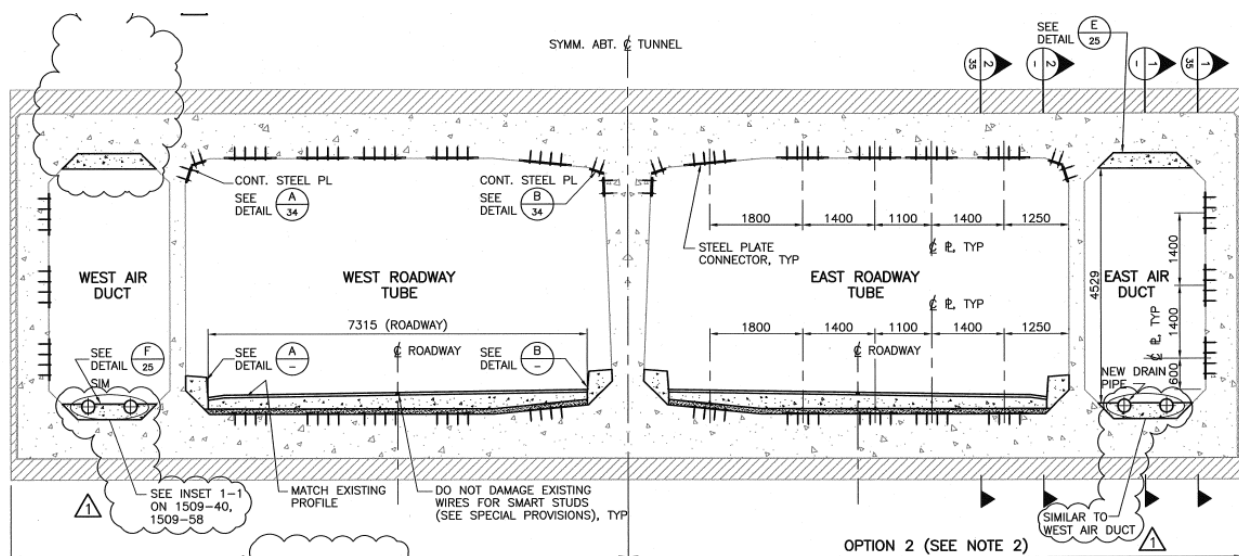 SYMM. ABT. ℄ TUNNEL
SEE
DETAIL
E
25
2
35
2
-
1
-
1
35
CONT. STEEL PL
SEE
DETAIL
A
34
CONT. STEEL PL
SEE
DETAIL
B
34
1800
1400
1100
1400
1250
℄ ⅊, TYP
STEEL PLATE
CONNECTOR, TYP
WEST AIR
DUCT
WEST ROADWAY
TUBE
EAST ROADWAY
TUBE
EAST AIR
DUCT
4529
1400
1400
℄ ⅊ TYP
600
℄ ⅊, TYP
7315 (ROADWAY)
1800
1400
1100
1400
1250
SEE
DETAIL
F
25
SIM
SEE
DETAIL
A
-
℄ ROADWAY
SEE
DETAIL
B
-
℄ ROADWAY
NEW DRAIN
PIPE
1
SEE INSET 1-1
ON 1509-40,
1509-58
MATCH EXISTING
PROFILE
DO NOT DAMAGE EXISTING
WIRES FOR SMART STUDS
(SEE SPECIAL PROVISIONS), TYP
SIMILAR TO
WEST AIR DUCT
1
OPTION 2 (SEE NOTE 2)